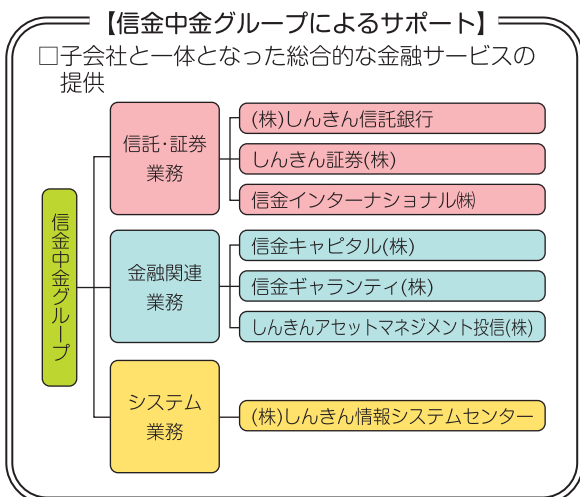 【信金中金グループによるサポート】
□子会社と一体となった総合的な金融サービスの
提供
信金中金グループ
信託・証券
業務
(株)しんきん信託銀行
しんきん証券(株)
信金インターナショナル㈱
金融関連
業務
信金キャピタル(株)
信金ギャランティ(株)
しんきんアセットマネジメント投信(株)
システム
業務
(株)しんきん情報システムセンター